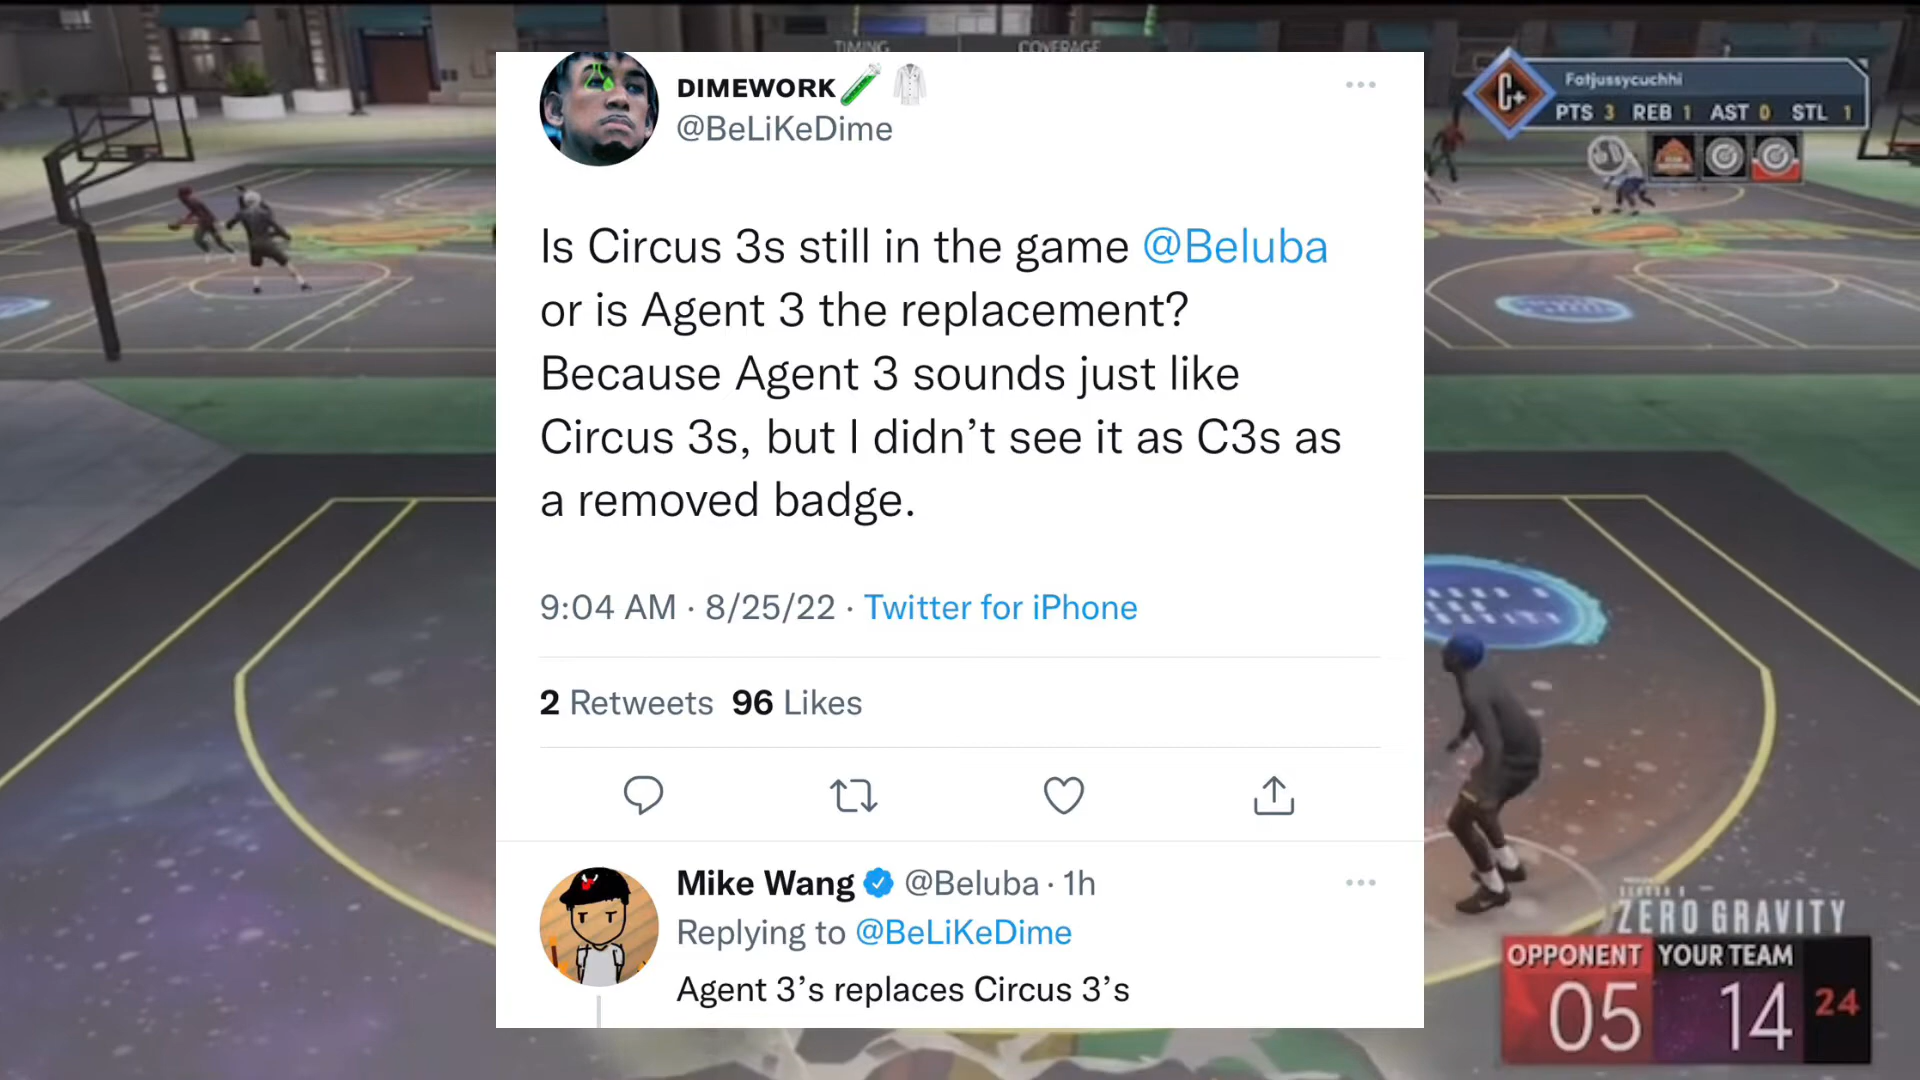 TIMING COVERAGE
DIMEWORK
@BeLiKeDime
Is Circus 3s still in the game @Beluba
or is Agent 3 the replacement?
Because Agent 3 sounds just like
Circus 3s, but I didn’t see it as C3s as
a removed badge.
9:04 AM · 8/25/22 · Twitter for iPhone
2 Retweets 96 Likes
Mike Wang @Beluba · 1h
Replying to @BeLiKeDime
Agent 3’s replaces Circus 3’s
C+
Fatjussycuchhi
PTS 3 REB 1 AST 0 STL 1
ZERO GRAVITY
OPPONENT YOUR TEAM
05 14 24